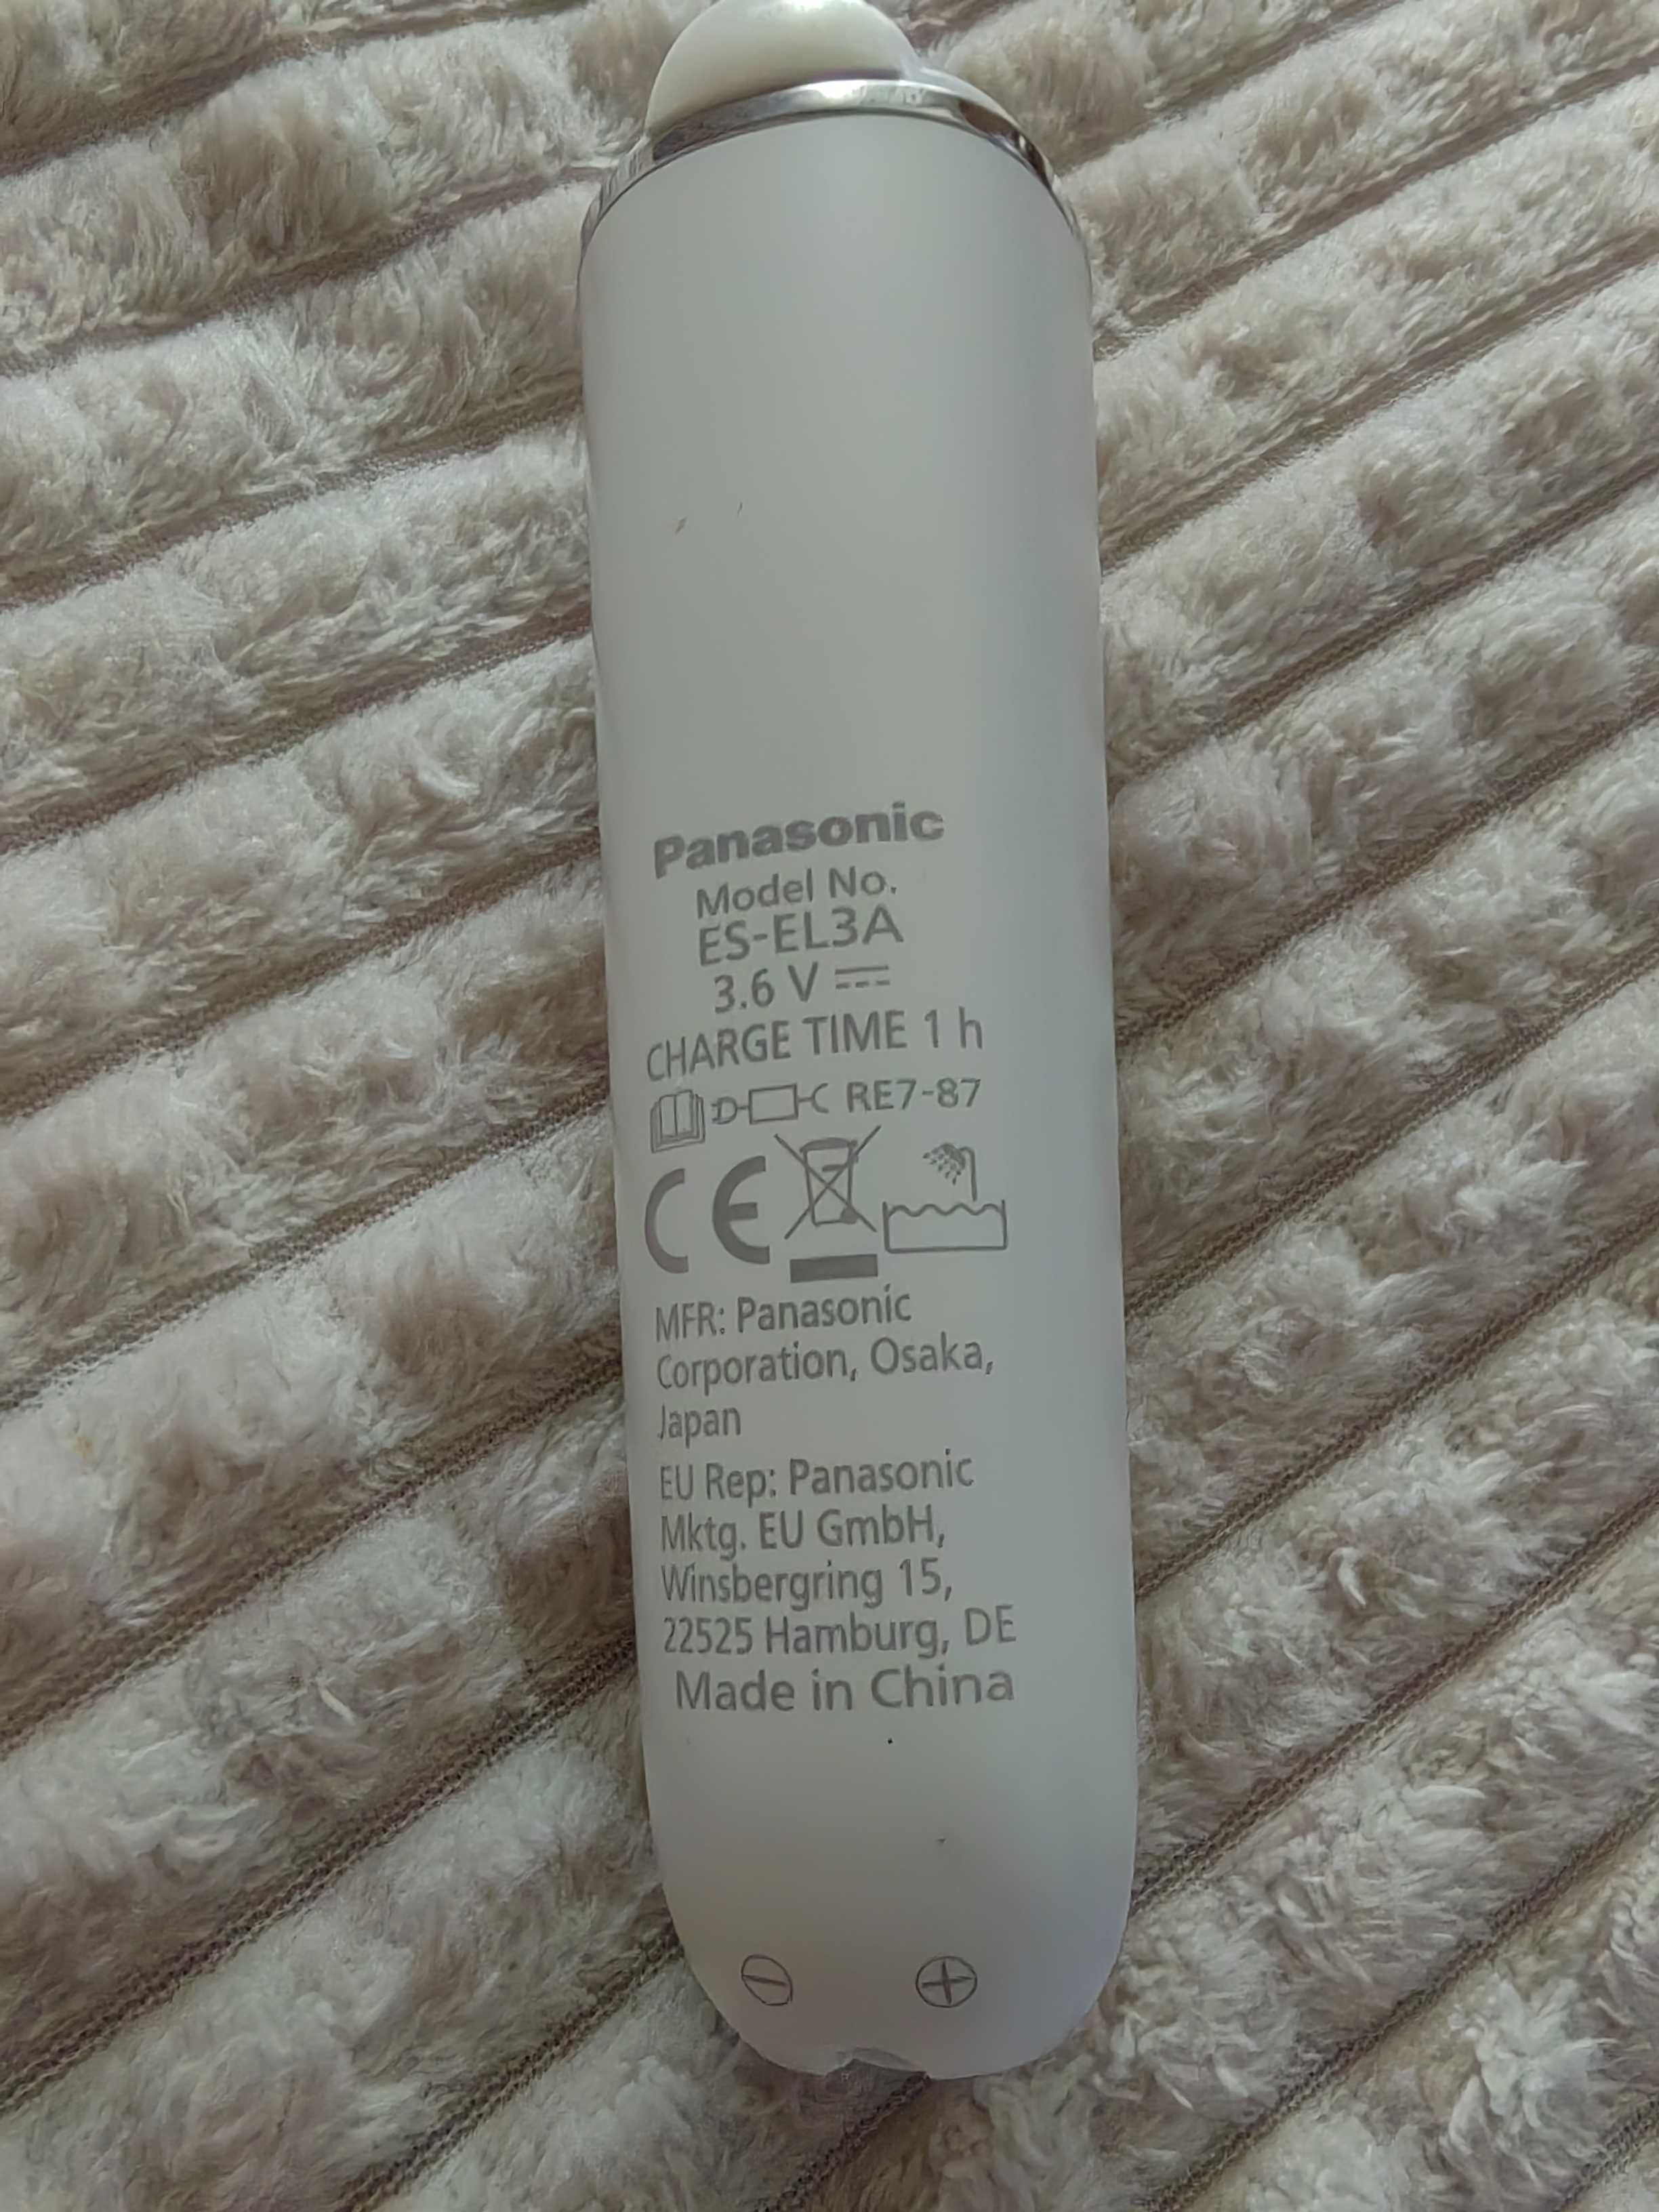 Panasonic
Model No.
ES-EL3A
3.6 V
CHARGE TIME 1 h
RE7-87
CE
MFR: Panasonic
Corporation, Osaka,
Japan
EU Rep: Panasonic
Mktg. EU GmbH,
Winsbergring 15,
22525 Hamburg, DE
Made in China